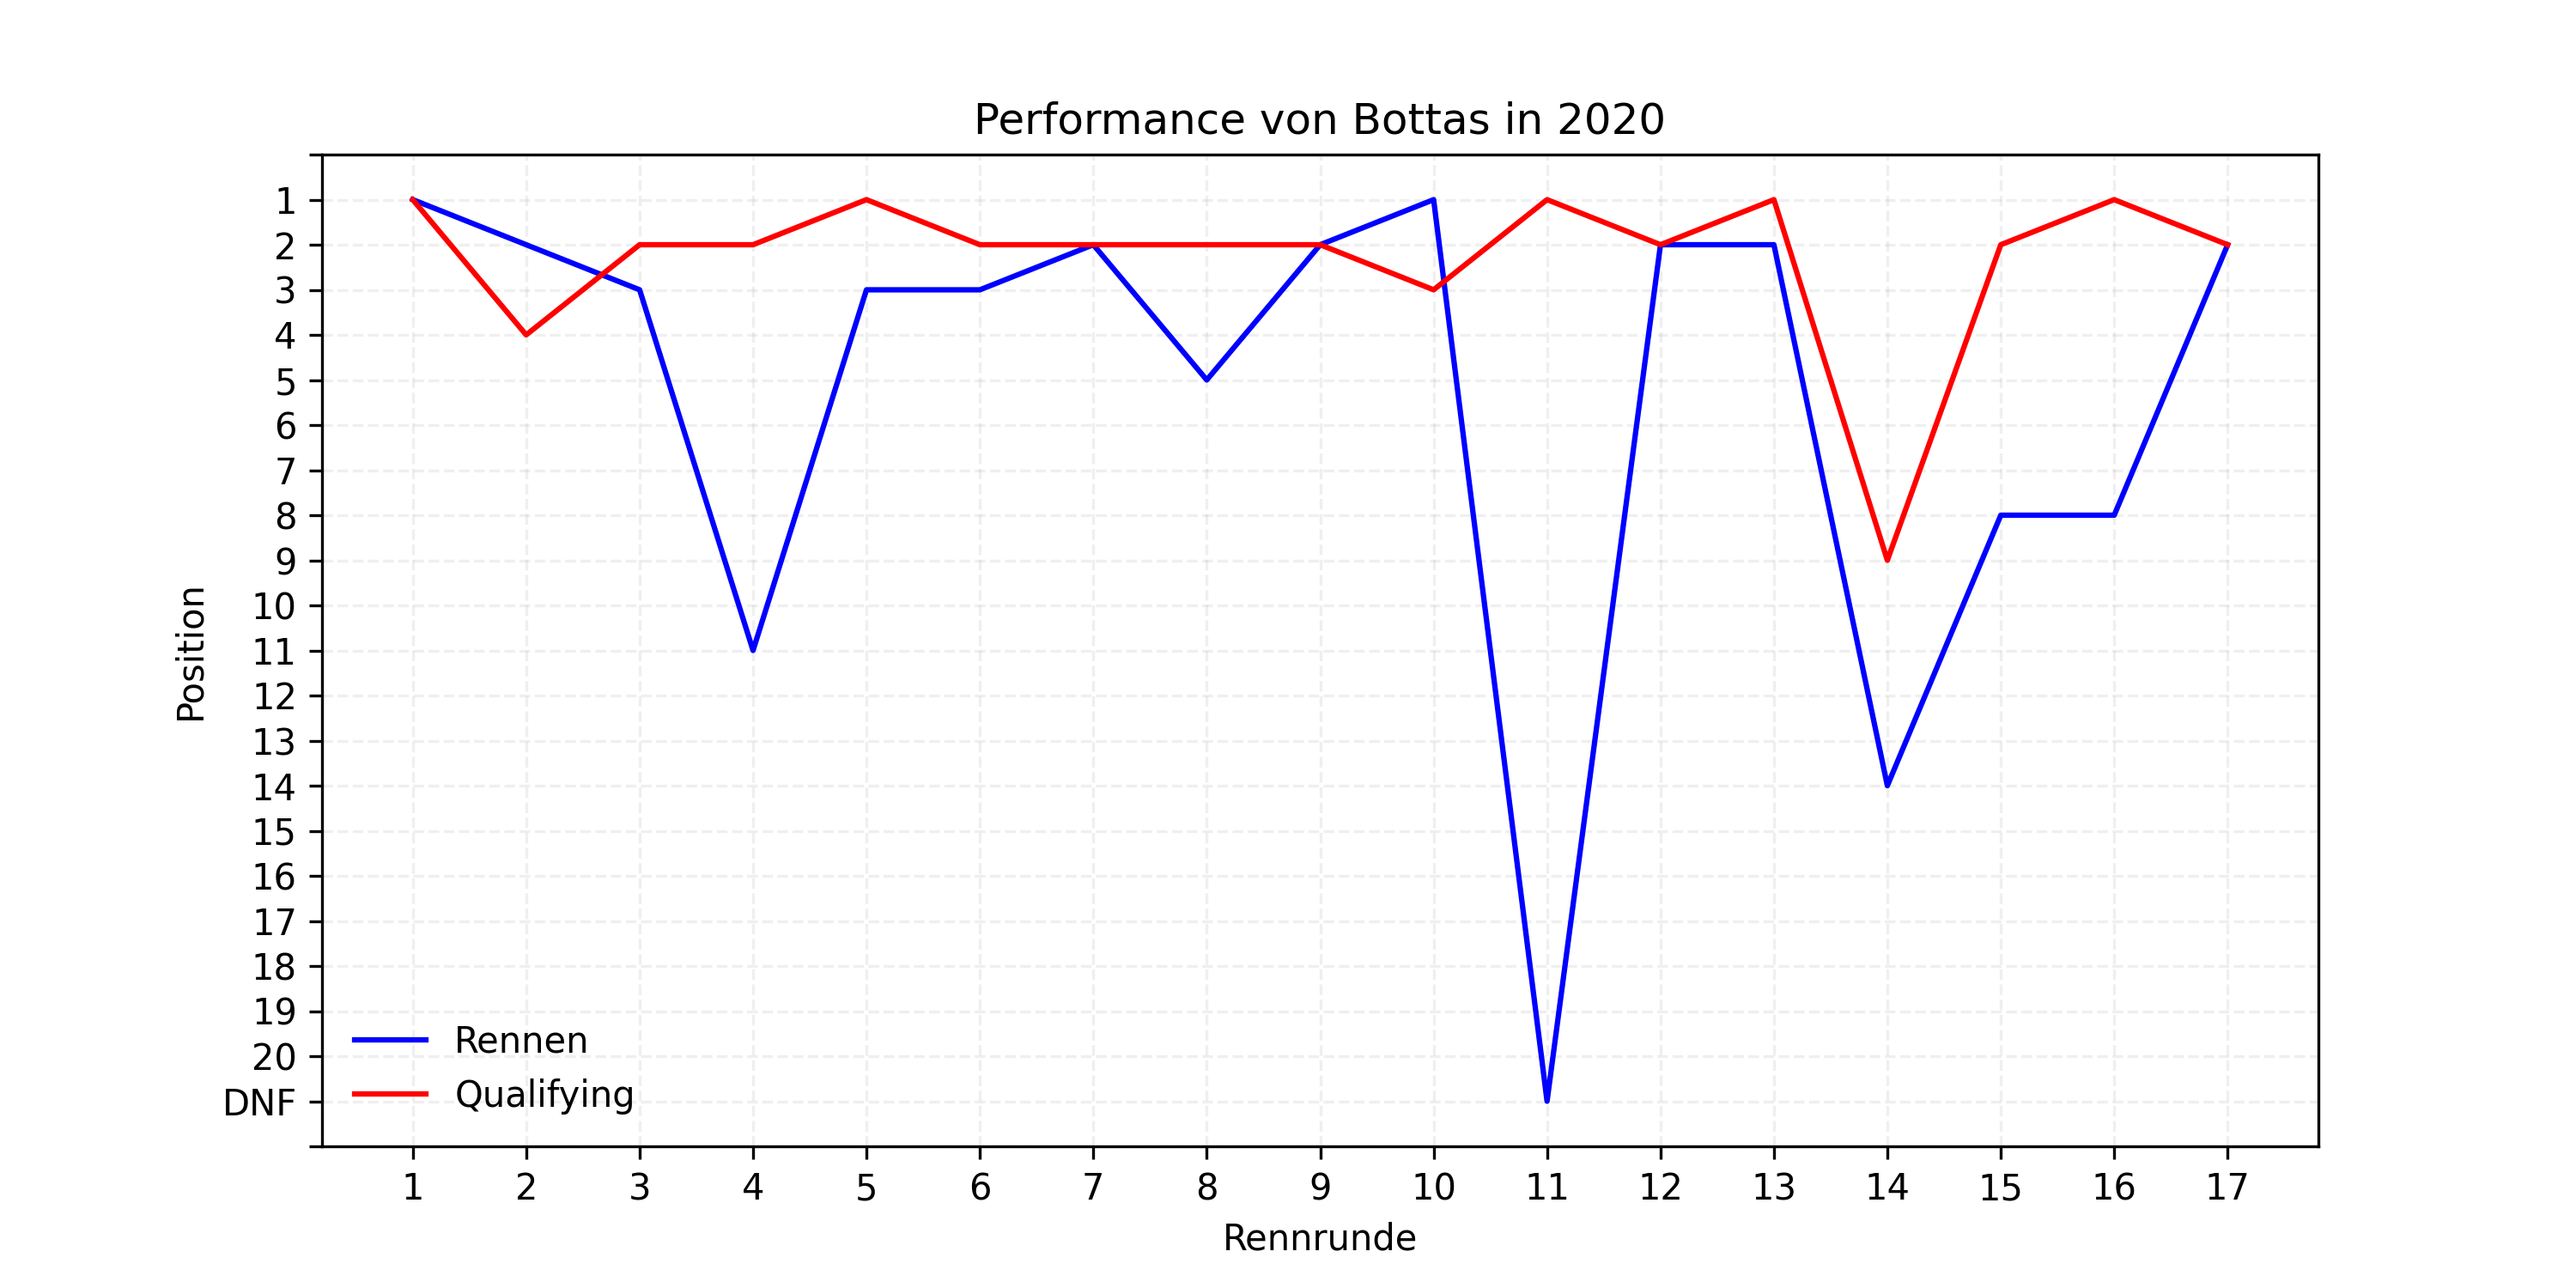 Performance von Bottas in 2020
Position
1
2
3
4
5
6
7
8
9
10
11
12
13
14
15
16
17
18
19
20
DNF
Rennen
Qualifying
1 2 3 4 5 6 7 8 9 10 11 12 13 14 15 16 17
Rennrunde